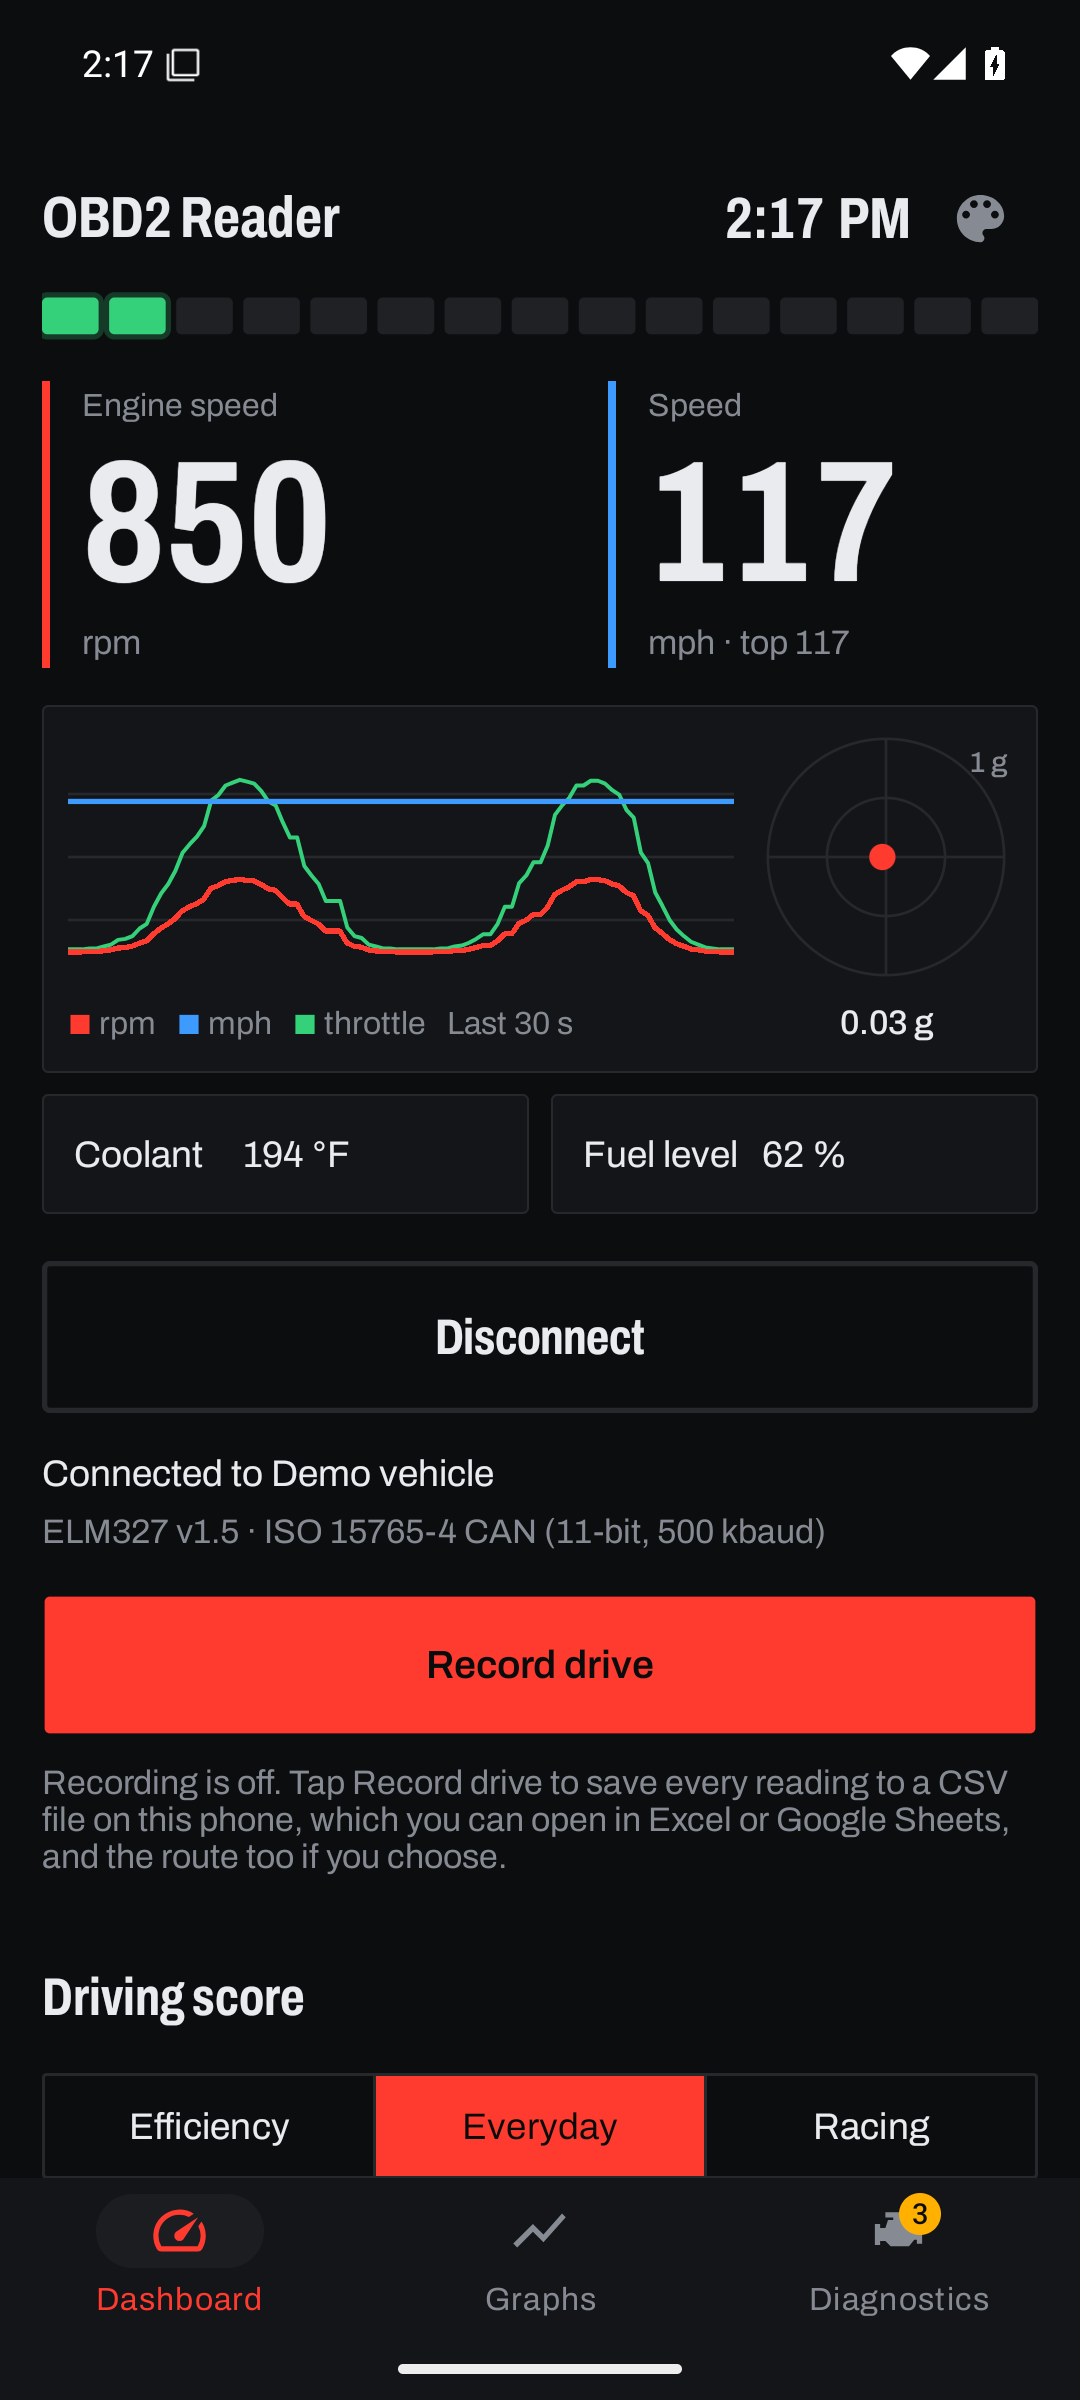 2:17
OBD2 Reader
2:17 PM
Engine speed
850
rpm
Speed
117
mph · top 117
1 g
rpm mph throttle Last 30 s
0.03 g
Coolant 194 °F
Fuel level 62 %
Disconnect
Connected to Demo vehicle
ELM327 v1.5 · ISO 15765-4 CAN (11-bit, 500 kbaud)
Record drive
Recording is off. Tap Record drive to save every reading to a CSV
file on this phone, which you can open in Excel or Google Sheets,
and the route too if you choose.
Driving score
Efficiency
Everyday
Racing
3
Dashboard
Graphs
Diagnostics